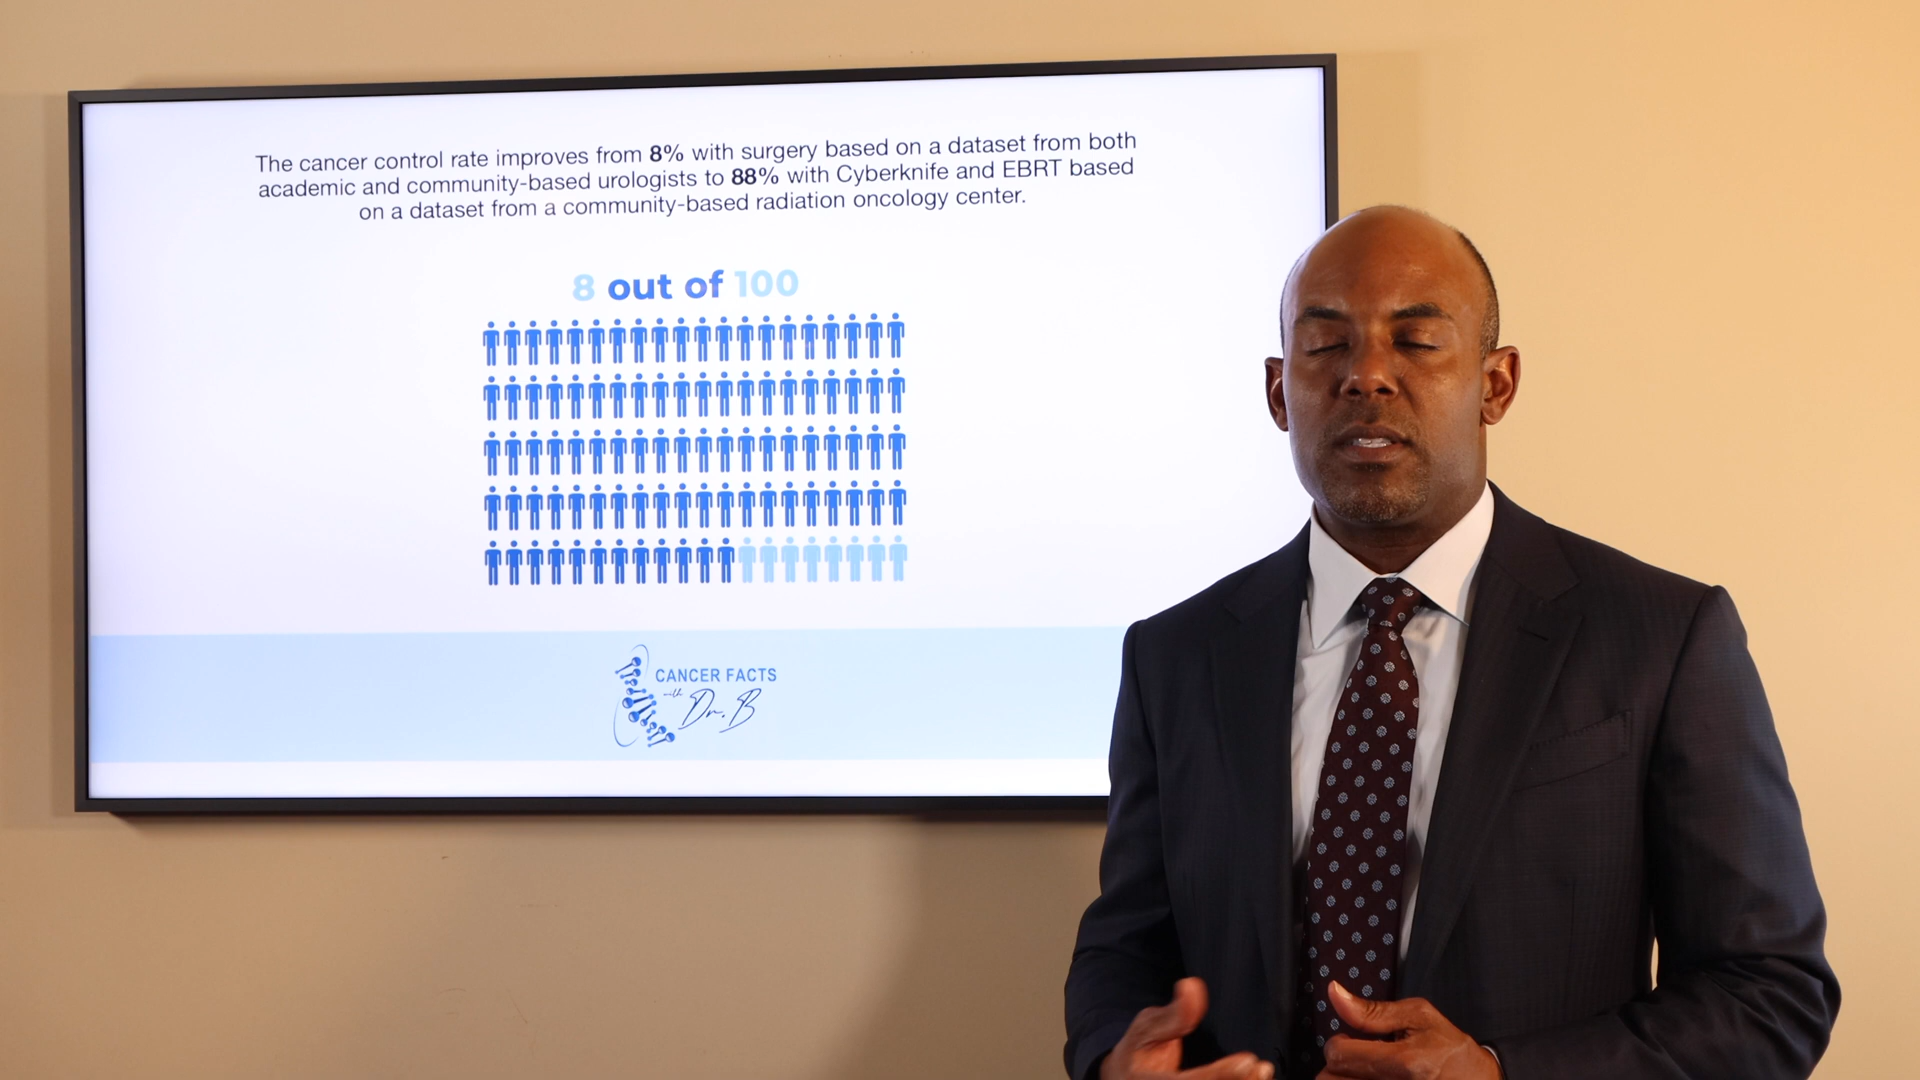 The cancer control rate improves from 8% with surgery based on a dataset from both
academic and community-based urologists to 88% with Cyberknife and EBRT based
on a dataset from a community-based radiation oncology center.
8 out of 100
CANCER FACTS
with
Dr. B